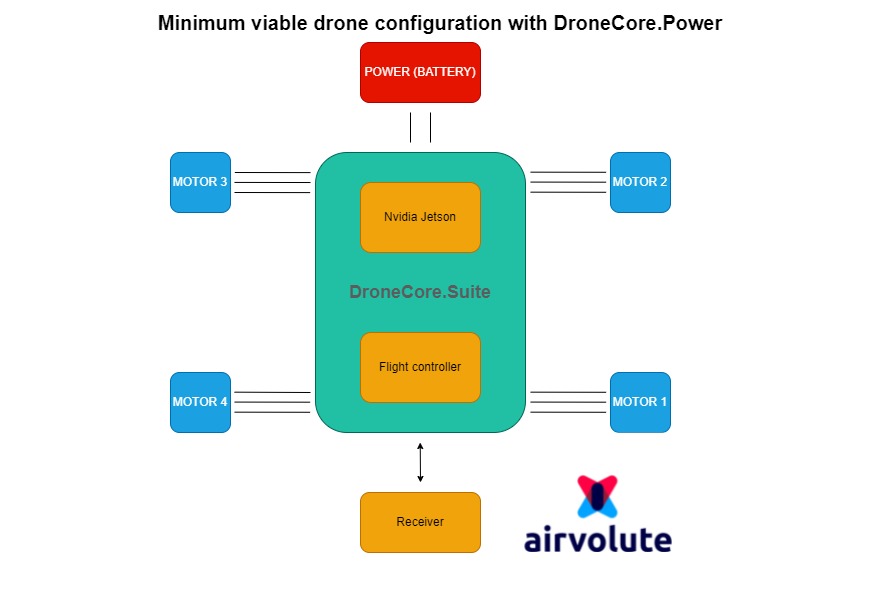 Minimum viable drone configuration with DroneCore.Power
POWER (BATTERY)
MOTOR 3
MOTOR 2
Nvidia Jetson
DroneCore.Suite
Flight controller
MOTOR 4
MOTOR 1
Receiver
airvolute